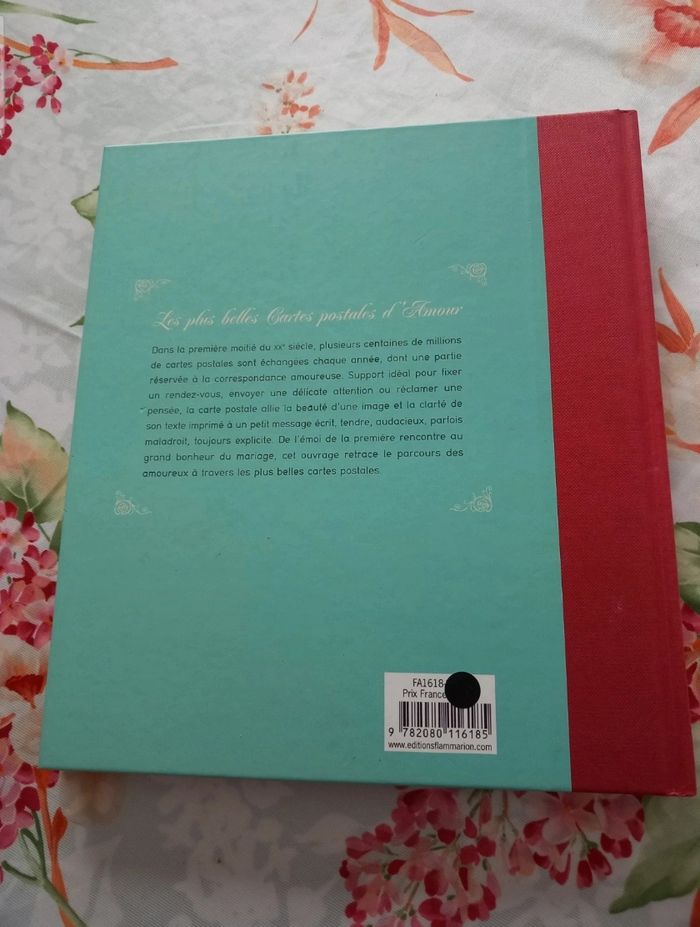 Les plus belles Cartes postales d'Amour
Dans la première moitié du XXe siècle, plusieurs centaines de millions
de cartes postales sont échangées chaque année, dont une partie
réservée à la correspondance amoureuse. Support idéal pour fixer
un rendez-vous, envoyer une délicate attention ou réclamer une
pensée, la carte postale allie la beauté d'une image et la clarté de
son texte imprimé à un petit message écrit, tendre, audacieux, parfois
maladroit, toujours explicite. De l'émoi de la première rencontre au
grand bonheur du mariage, cet ouvrage retrace le parcours des
amoureux à travers les plus belles cartes postales.
FA1618-
Prix France
9 782080 116185
www.editionsflammarion.com